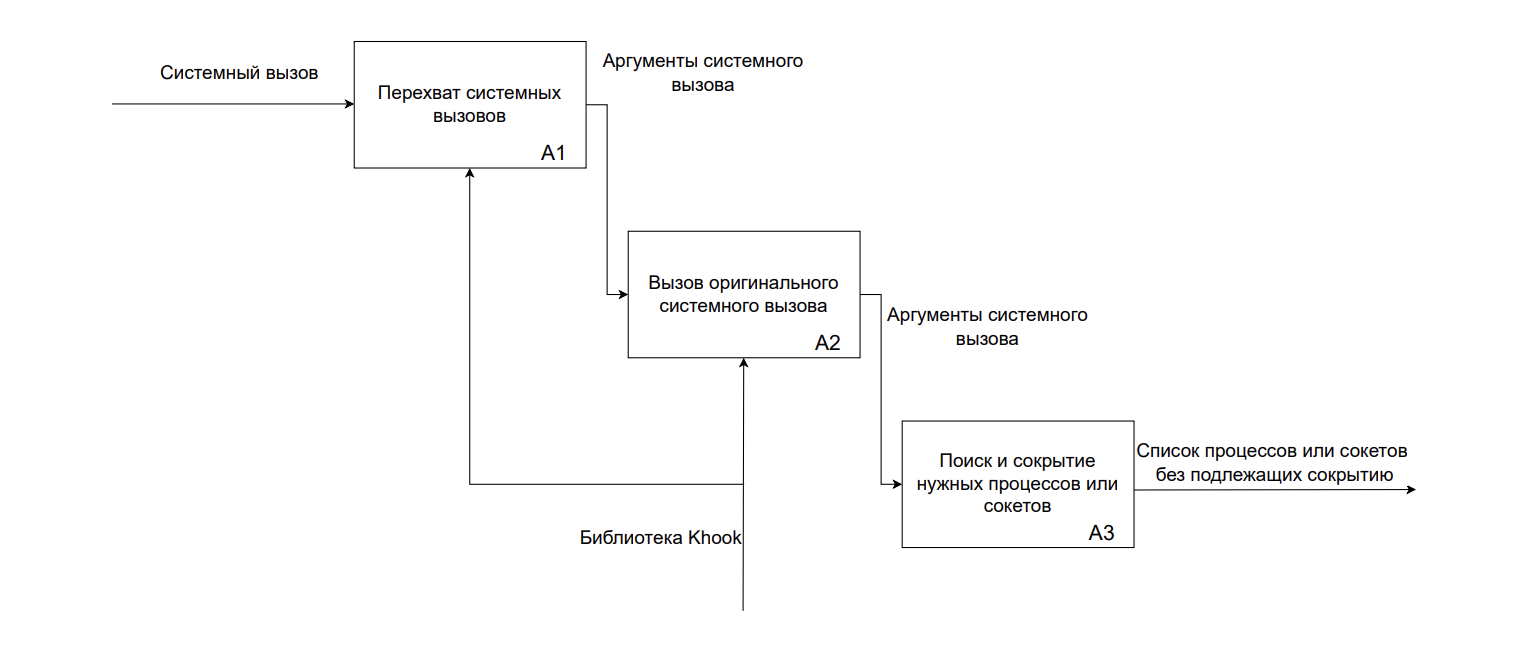 Системный вызов
Перехват системных
вызовов
A1
Аргументы системного
вызова
Вызов оригинального
системного вызова
A2
Аргументы системного
вызова
Поиск и сокрытие
нужных процессов или
сокетов
A3
Список процессов или сокетов
без подлежащих сокрытию
Библиотека Khook